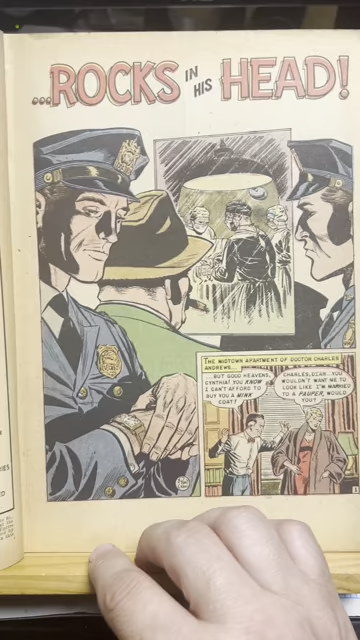 ...ROCKS IN HIS HEAD!
THE MIDTOWN APARTMENT OF DOCTOR CHARLES
ANDREWS...
...BUT GOOD HEAVENS,
CYNTHIA! YOU KNOW
I CAN'T AFFORD TO
BUY YOU A MINK
COAT!
CHARLES, DEAR...YOU
WOULDN'T WANT ME TO
LOOK LIKE I'M MARRIED
TO A PAUPER, WOULD
YOU?
1
IES
ED